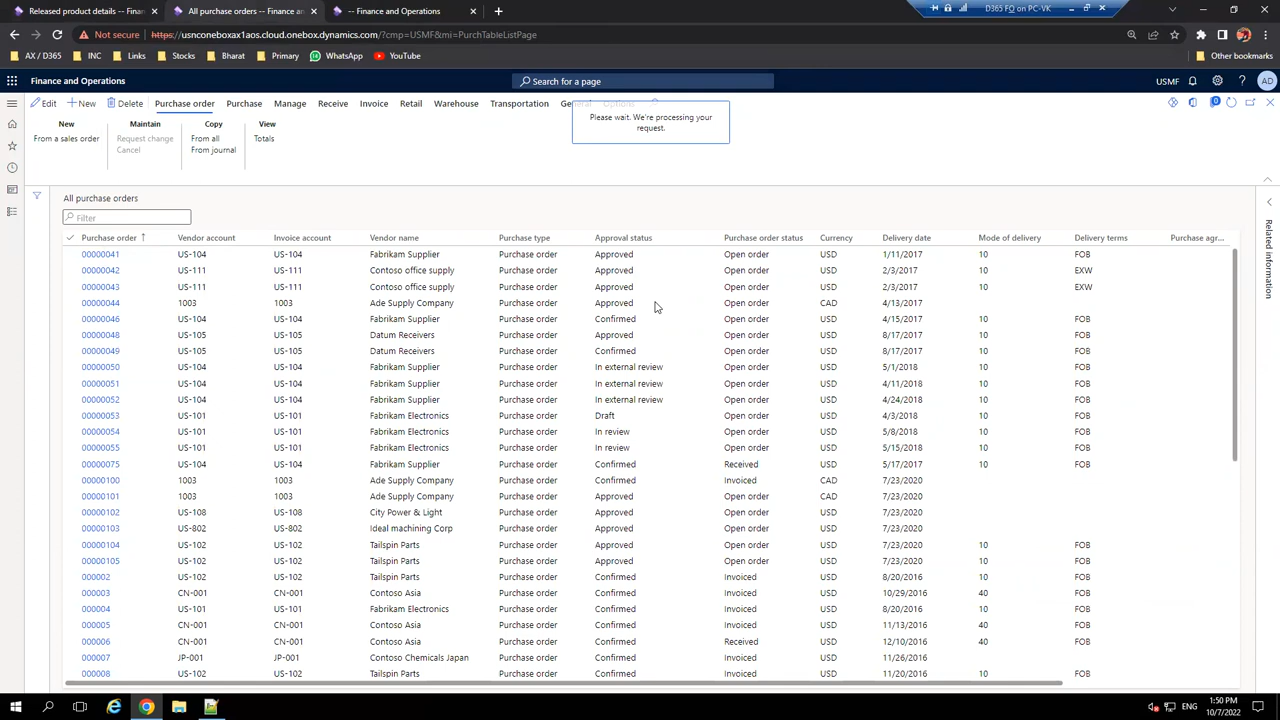 Released product details -- Finan
All purchase orders -- Finance an
-- Finance and Operations
D365 FO on PC-VK
Not secure
https://usnconeboxax1aos.cloud.onebox.dynamics.com/?cmp=USMF&mi=PurchTableListPage
AX / D365
INC
Links
Stocks
Bharat
Primary
WhatsApp
YouTube
Other bookmarks
Finance and Operations
Search for a page
USMF
?
AD
Edit
New
Delete
Purchase order
Purchase
Manage
Receive
Invoice
Retail
Warehouse
Transportation
General
Options
0
Please wait. We're processing your
request.
New
Maintain
Copy
View
From a sales order
Request change
From all
Totals
Cancel
From journal
All purchase orders
Filter
Related information
Purchase order ↑ Vendor account Invoice account Vendor name Purchase type Approval status Purchase order status Currency Delivery date Mode of delivery Delivery terms Purchase agr...
00000041 US-104 US-104 Fabrikam Supplier Purchase order Approved Open order USD 1/11/2017 10 FOB
00000042 US-111 US-111 Contoso office supply Purchase order Approved Open order USD 2/3/2017 10 EXW
00000043 US-111 US-111 Contoso office supply Purchase order Approved Open order USD 2/3/2017 10 EXW
00000044 1003 1003 Ade Supply Company Purchase order Approved Open order CAD 4/13/2017
00000046 US-104 US-104 Fabrikam Supplier Purchase order Confirmed Open order USD 4/15/2017 10 FOB
00000048 US-105 US-105 Datum Receivers Purchase order Approved Open order USD 8/17/2017 10 FOB
00000049 US-105 US-105 Datum Receivers Purchase order Confirmed Open order USD 8/17/2017 10 FOB
00000050 US-104 US-104 Fabrikam Supplier Purchase order In external review Open order USD 5/1/2018 10 FOB
00000051 US-104 US-104 Fabrikam Supplier Purchase order In external review Open order USD 4/11/2018 10 FOB
00000052 US-104 US-104 Fabrikam Supplier Purchase order In external review Open order USD 4/24/2018 10 FOB
00000053 US-101 US-101 Fabrikam Electronics Purchase order Draft Open order USD 4/3/2018 10 FOB
00000054 US-101 US-101 Fabrikam Electronics Purchase order In review Open order USD 5/8/2018 10 FOB
00000055 US-101 US-101 Fabrikam Electronics Purchase order In review Open order USD 5/15/2018 10 FOB
00000075 US-104 US-104 Fabrikam Supplier Purchase order Confirmed Received USD 5/17/2017 10 FOB
00000100 1003 1003 Ade Supply Company Purchase order Confirmed Invoiced CAD 7/23/2020
00000101 1003 1003 Ade Supply Company Purchase order Approved Open order CAD 7/23/2020
00000102 US-108 US-108 City Power & Light Purchase order Approved Open order USD 7/23/2020
00000103 US-802 US-802 Ideal machining Corp Purchase order Approved Open order USD 7/23/2020
00000104 US-102 US-102 Tailspin Parts Purchase order Approved Open order USD 7/23/2020 10 FOB
00000105 US-102 US-102 Tailspin Parts Purchase order Approved Open order USD 7/23/2020 10 FOB
000002 US-102 US-102 Tailspin Parts Purchase order Confirmed Invoiced USD 8/20/2016 10 FOB
000003 CN-001 CN-001 Contoso Asia Purchase order Confirmed Invoiced USD 10/29/2016 40 FOB
000004 US-101 US-101 Fabrikam Electronics Purchase order Confirmed Invoiced USD 8/20/2016 10 FOB
000005 CN-001 CN-001 Contoso Asia Purchase order Confirmed Invoiced USD 11/13/2016 40 FOB
000006 CN-001 CN-001 Contoso Asia Purchase order Confirmed Received USD 12/10/2016 40 FOB
000007 JP-001 JP-001 Contoso Chemicals Japan Purchase order Confirmed Invoiced USD 11/26/2016
000008 US-102 US-102 Tailspin Parts Purchase order Confirmed Invoiced USD 11/20/2016 10 FOB
ENG
1:50 PM
10/7/2022